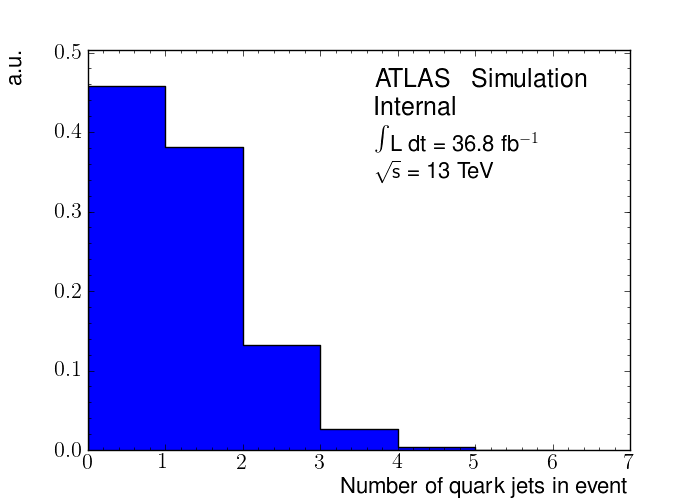 a.u.
0.5
ATLAS Simulation
Internal
∫L dt = 36.8 fb⁻¹
√s = 13 TeV
0.4
0.3
0.2
0.1
0.0
0 1 2 3 4 5 6 7
Number of quark jets in event